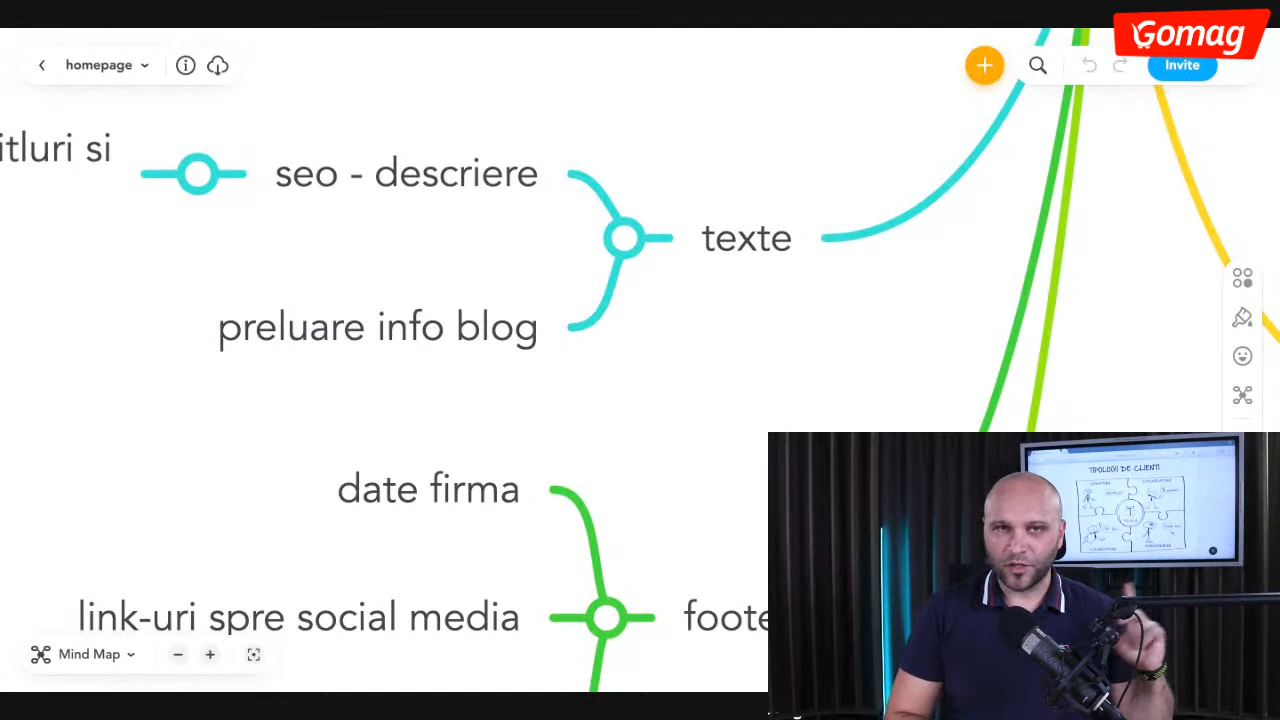 Gomag
homepage
Invite
itluri si
seo - descriere
texte
preluare info blog
date firma
link-uri spre social media
foote
Mind Map
TIPOLOGII DE CLIENTI